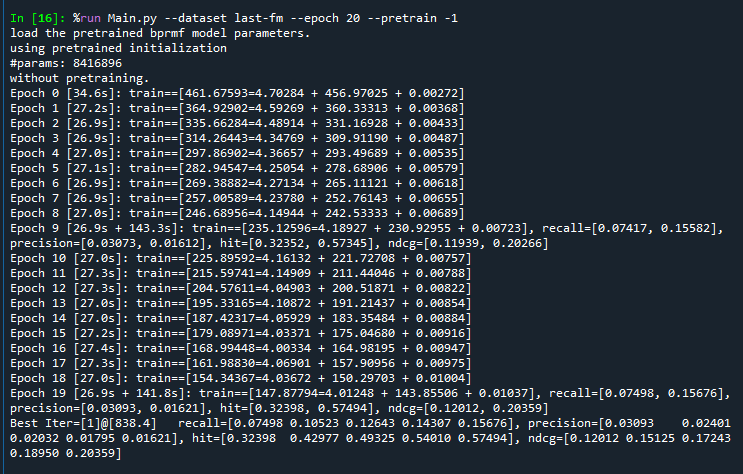 In [16]: %run Main.py --dataset last-fm --epoch 20 --pretrain -1
load the pretrained bprmf model parameters.
using pretrained initialization
#params: 8416896
without pretraining.
Epoch 0 [34.6s]: train==[461.67593=4.70284 + 456.97025 + 0.00272]
Epoch 1 [27.2s]: train==[364.92902=4.59269 + 360.33313 + 0.00368]
Epoch 2 [26.9s]: train==[335.66284=4.48914 + 331.16928 + 0.00433]
Epoch 3 [26.9s]: train==[314.26443=4.34769 + 309.91190 + 0.00487]
Epoch 4 [27.0s]: train==[297.86902=4.36657 + 293.49689 + 0.00535]
Epoch 5 [27.1s]: train==[282.94547=4.25054 + 278.68906 + 0.00579]
Epoch 6 [26.9s]: train==[269.38882=4.27134 + 265.11121 + 0.00618]
Epoch 7 [26.9s]: train==[257.00589=4.23780 + 252.76143 + 0.00655]
Epoch 8 [27.0s]: train==[246.68956=4.14944 + 242.53333 + 0.00689]
Epoch 9 [26.9s + 143.3s]: train==[235.12596=4.18927 + 230.92955 + 0.00723], recall=[0.07417, 0.15582],
precision=[0.03073, 0.01612], hit=[0.32352, 0.57345], ndcg=[0.11939, 0.20266]
Epoch 10 [27.0s]: train==[225.89592=4.16132 + 221.72708 + 0.00757]
Epoch 11 [27.3s]: train==[215.59741=4.14909 + 211.44046 + 0.00788]
Epoch 12 [27.3s]: train==[204.57611=4.04903 + 200.51871 + 0.00822]
Epoch 13 [27.0s]: train==[195.33165=4.10872 + 191.21437 + 0.00854]
Epoch 14 [27.0s]: train==[187.42317=4.05929 + 183.35484 + 0.00884]
Epoch 15 [27.2s]: train==[179.08971=4.03371 + 175.04680 + 0.00916]
Epoch 16 [27.4s]: train==[168.99448=4.00334 + 164.98195 + 0.00947]
Epoch 17 [27.3s]: train==[161.98830=4.06901 + 157.90956 + 0.00975]
Epoch 18 [27.0s]: train==[154.34367=4.03672 + 150.29703 + 0.01004]
Epoch 19 [26.9s + 141.8s]: train==[147.87794=4.01248 + 143.85506 + 0.01037], recall=[0.07498, 0.15676],
precision=[0.03093, 0.01621], hit=[0.32398, 0.57494], ndcg=[0.12012, 0.20359]
Best Iter=[1]@[838.4]   recall=[0.07498 0.10523 0.12643 0.14307 0.15676], precision=[0.03093    0.02401
0.02032 0.01795 0.01621], hit=[0.32398  0.42977 0.49325 0.54010 0.57494], ndcg=[0.12012 0.15125 0.17243
0.18950 0.20359]